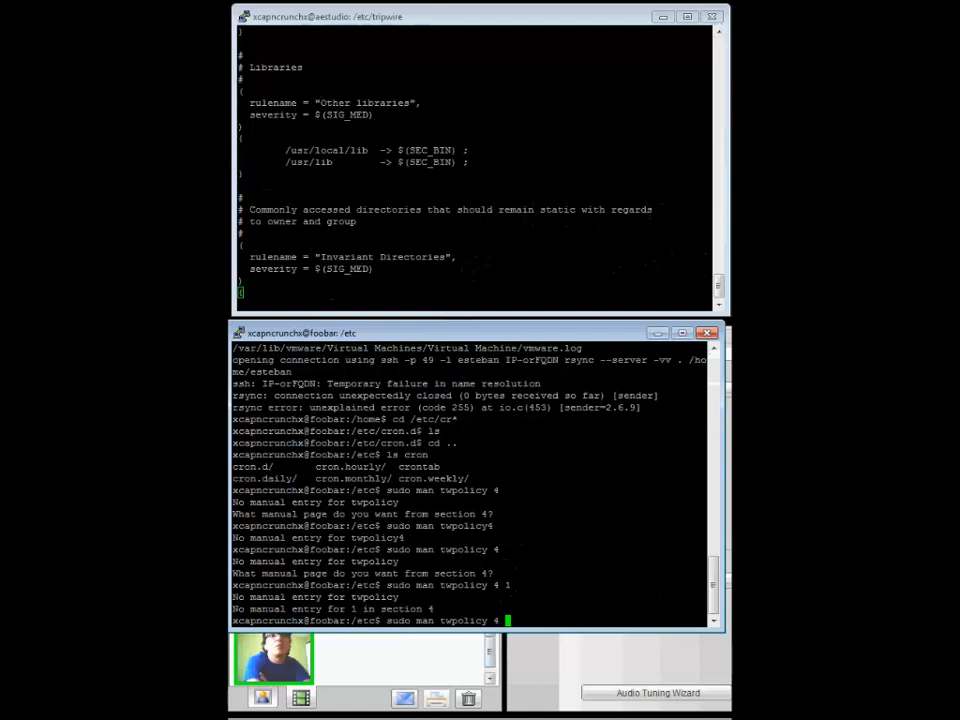 xcapncrunchx@aestudio: /etc/tripwire
}
#
# Libraries
#
(
rulename = "Other libraries",
severity = $(SIG_MED)
)
{
/usr/local/lib -> $(SEC_BIN) ;
/usr/lib -> $(SEC_BIN) ;
}
#
# Commonly accessed directories that should remain static with regards
# to owner and group
#
(
rulename = "Invariant Directories",
severity = $(SIG_MED)
)
{
xcapncrunchx@foobar: /etc
/var/lib/vmware/Virtual Machines/Virtual Machine/vmware.log
opening connection using ssh -p 49 -l esteban IP-orFQDN rsync --server -vv . /ho
me/esteban
ssh: IP-orFQDN: Temporary failure in name resolution
rsync: connection unexpectedly closed (0 bytes received so far) [sender]
rsync error: unexplained error (code 255) at io.c(453) [sender=2.6.9]
xcapncrunchx@foobar:/home$ cd /etc/cr*
xcapncrunchx@foobar:/etc/cron.d$ ls
xcapncrunchx@foobar:/etc/cron.d$ cd ..
xcapncrunchx@foobar:/etc$ ls cron
cron.d/ cron.hourly/ crontab
cron.daily/ cron.monthly/ cron.weekly/
xcapncrunchx@foobar:/etc$ sudo man twpolicy 4
No manual entry for twpolicy
What manual page do you want from section 4?
xcapncrunchx@foobar:/etc$ sudo man twpolicy4
No manual entry for twpolicy4
xcapncrunchx@foobar:/etc$ sudo man twpolicy 4
No manual entry for twpolicy
What manual page do you want from section 4?
xcapncrunchx@foobar:/etc$ sudo man twpolicy 4 1
No manual entry for twpolicy
No manual entry for 1 in section 4
xcapncrunchx@foobar:/etc$ sudo man twpolicy 4
Audio Tuning Wizard